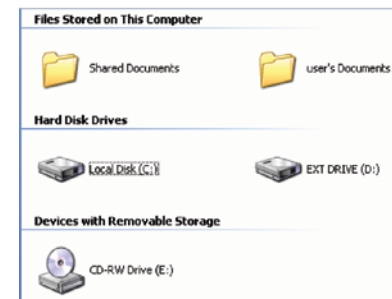 Files Stored on This Computer
Shared Documents
user's Documents
Hard Disk Drives
Local Disk (C:)
EXT DRIVE (D:)
Devices with Removable Storage
CD-RW Drive (E:)